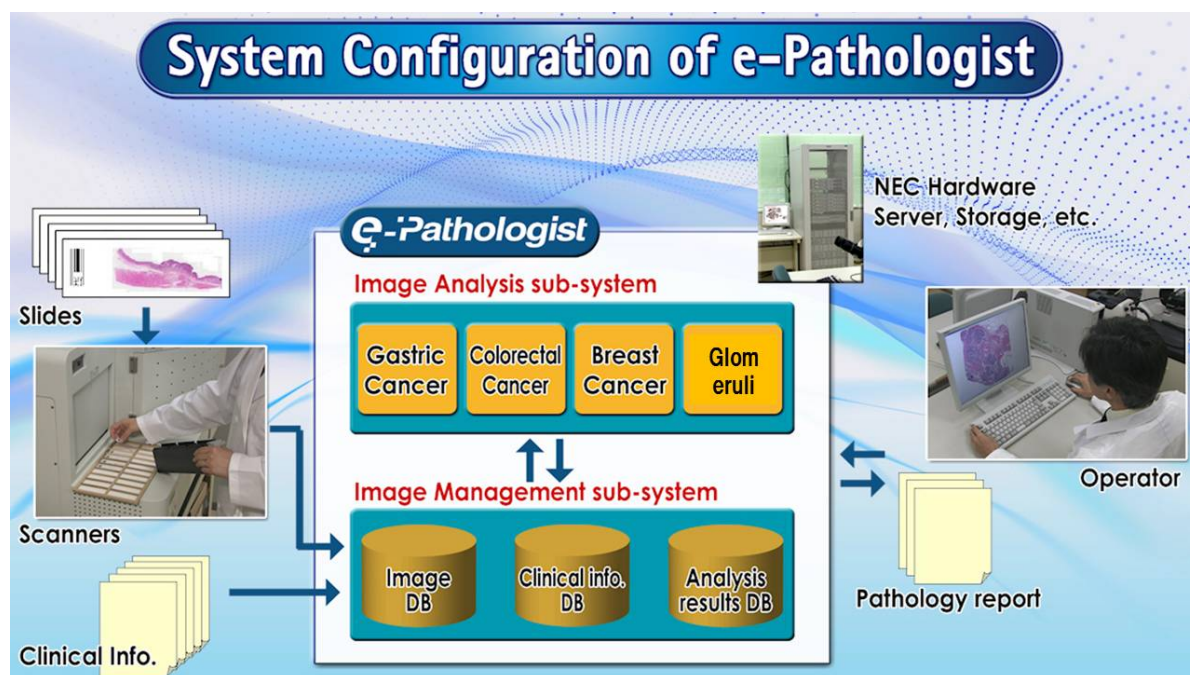 System Configuration of e-Pathologist
NEC Hardware
Server, Storage, etc.
e-Pathologist
Image Analysis sub-system
Slides
Gastric
Cancer
Colorectal
Cancer
Breast
Cancer
Glom
eruli
Image Management sub-system
Operator
Scanners
Image
DB
Clinical info.
DB
Analysis
results DB
Pathology report
Clinical Info.